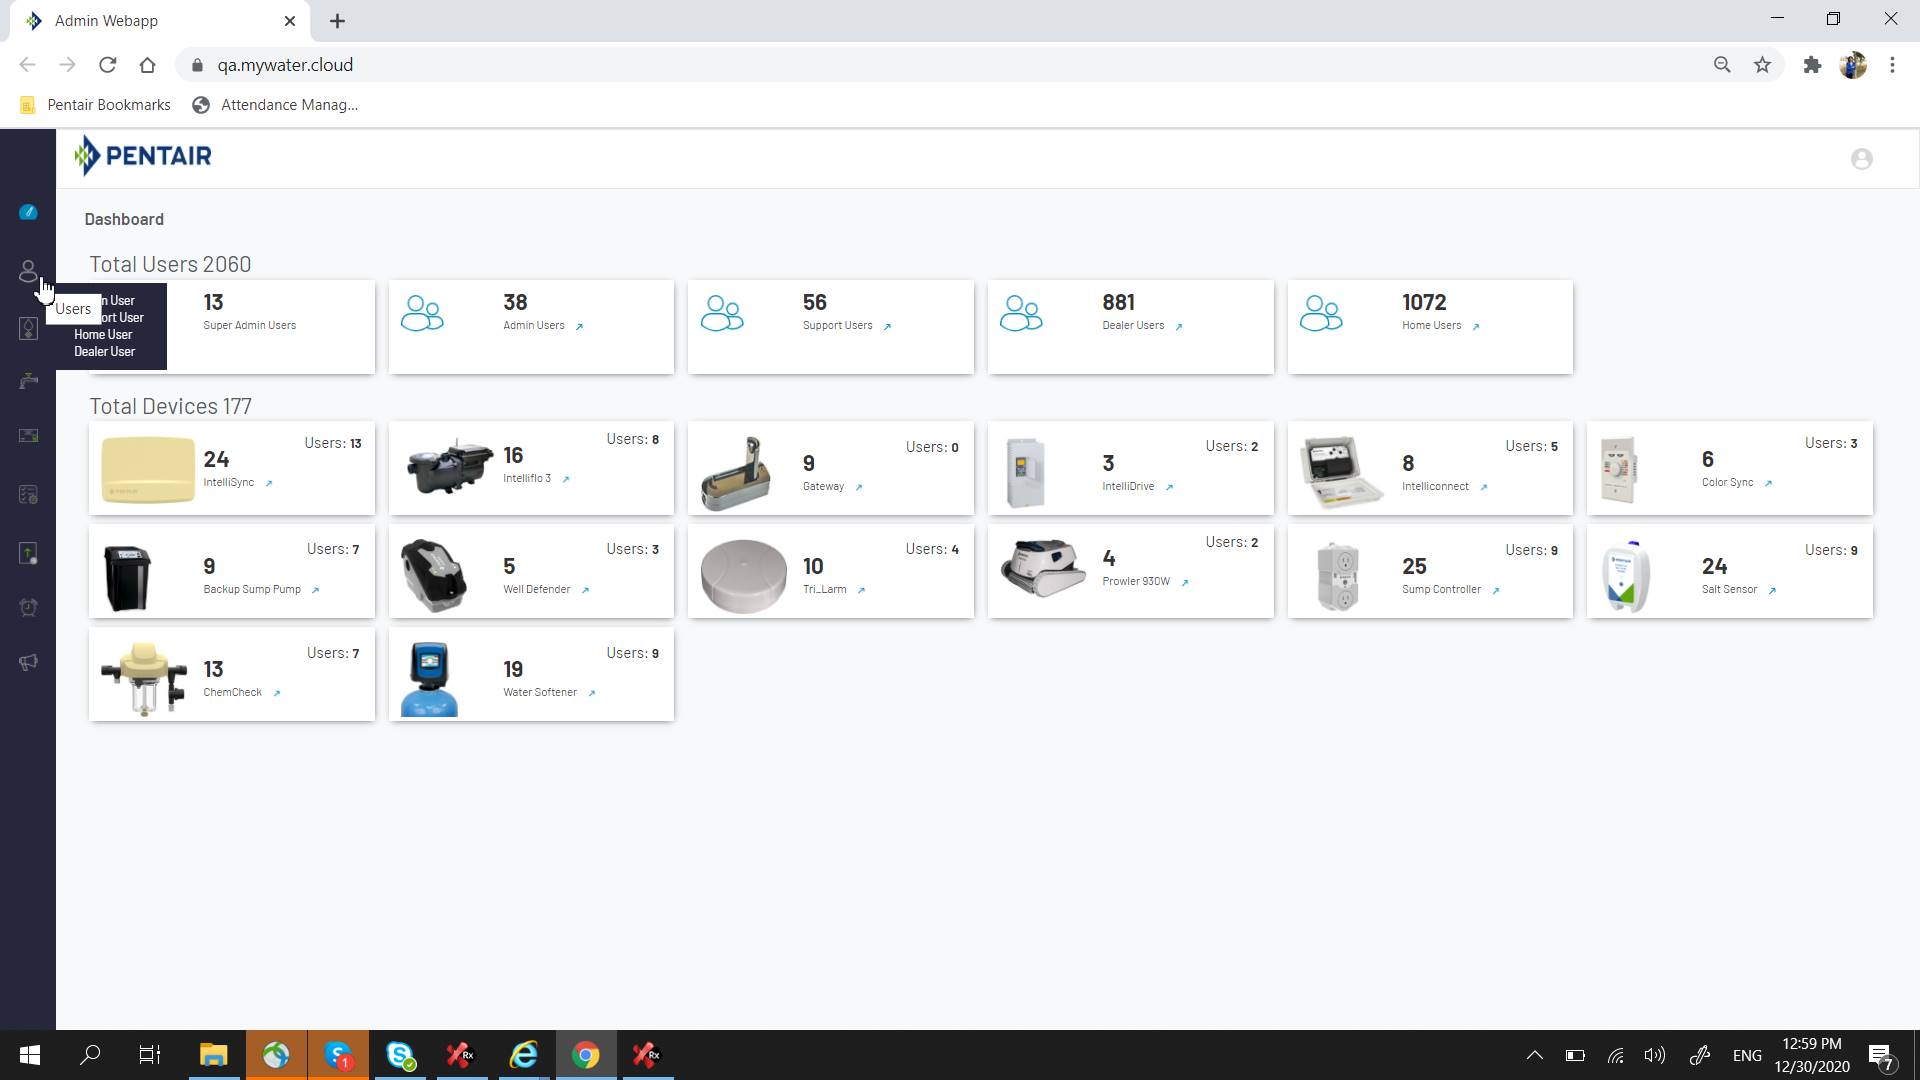 Admin Webapp
qa.mywater.cloud
Pentair Bookmarks
Attendance Manag...
PENTAIR
Dashboard
Total Users 2060
Users
n User
ort User
Home User
Dealer User
13
Super Admin Users
38
Admin Users
56
Support Users
881
Dealer Users
1072
Home Users
Total Devices 177
Users: 13
24
IntelliSync
Users: 8
16
Intelliflo 3
Users: 0
9
Gateway
Users: 2
3
IntelliDrive
Users: 5
8
Intelliconnect
Users: 3
6
Color Sync
Users: 7
9
Backup Sump Pump
Users: 3
5
Well Defender
Users: 4
10
Tri_Larm
Users: 2
4
Prowler 930W
Users: 9
25
Sump Controller
Users: 9
24
Salt Sensor
Users: 7
13
ChemCheck
Users: 9
19
Water Softener
S
1
S
Rx
Rx
ENG
12:59 PM
12/30/2020
7